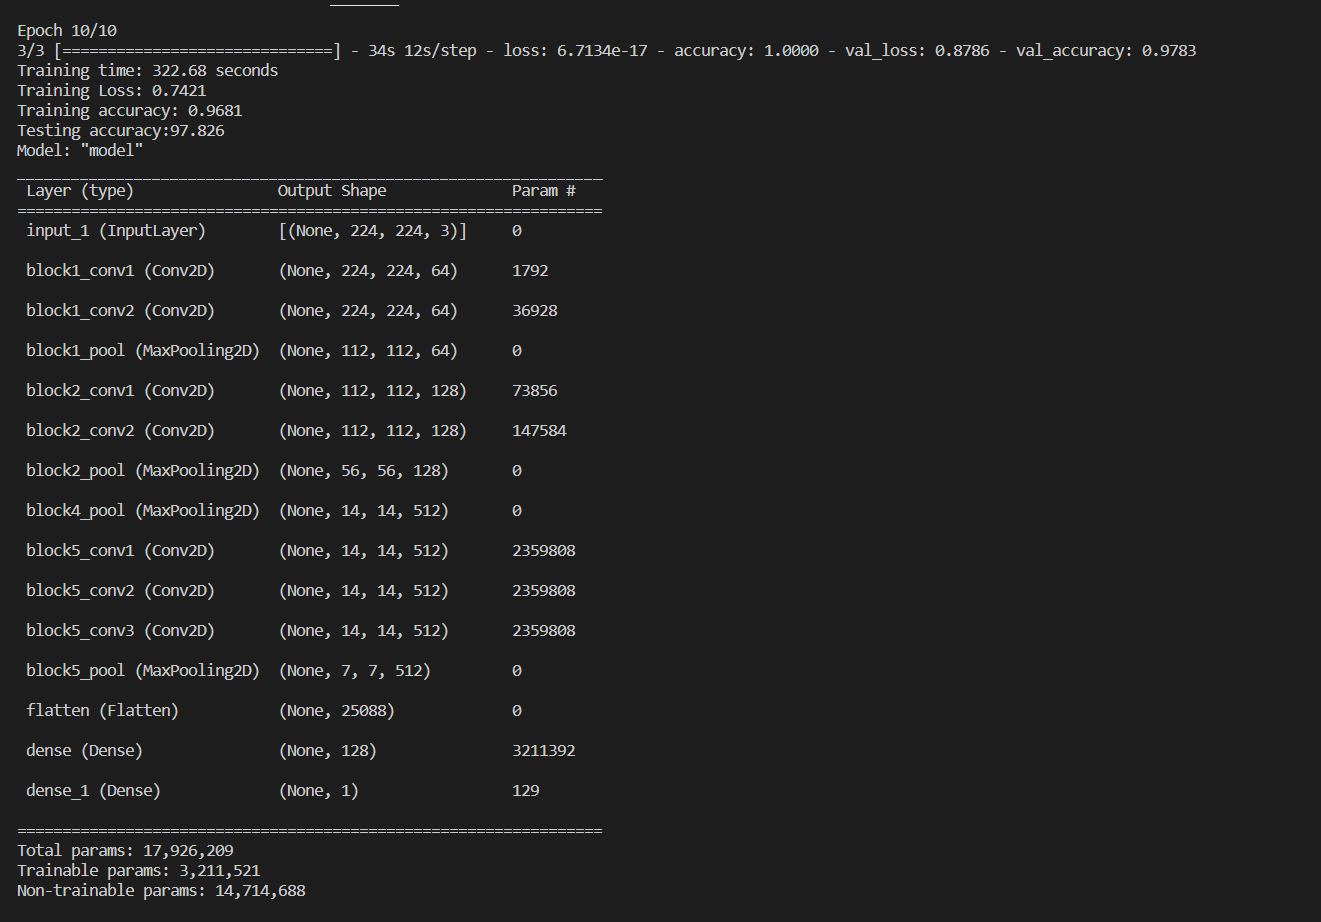 Epoch 10/10
3/3 [==============================] - 34s 12s/step - loss: 6.7134e-17 - accuracy: 1.0000 - val_loss: 0.8786 - val_accuracy: 0.9783
Training time: 322.68 seconds
Training Loss: 0.7421
Training accuracy: 0.9681
Testing accuracy:97.826
Model: "model"
_________________________________________________________________
Layer (type) Output Shape Param #
=================================================================
input_1 (InputLayer) [(None, 224, 224, 3)] 0
block1_conv1 (Conv2D) (None, 224, 224, 64) 1792
block1_conv2 (Conv2D) (None, 224, 224, 64) 36928
block1_pool (MaxPooling2D) (None, 112, 112, 64) 0
block2_conv1 (Conv2D) (None, 112, 112, 128) 73856
block2_conv2 (Conv2D) (None, 112, 112, 128) 147584
block2_pool (MaxPooling2D) (None, 56, 56, 128) 0
block4_pool (MaxPooling2D) (None, 14, 14, 512) 0
block5_conv1 (Conv2D) (None, 14, 14, 512) 2359808
block5_conv2 (Conv2D) (None, 14, 14, 512) 2359808
block5_conv3 (Conv2D) (None, 14, 14, 512) 2359808
block5_pool (MaxPooling2D) (None, 7, 7, 512) 0
flatten (Flatten) (None, 25088) 0
dense (Dense) (None, 128) 3211392
dense_1 (Dense) (None, 1) 129
=================================================================
Total params: 17,926,209
Trainable params: 3,211,521
Non-trainable params: 14,714,688